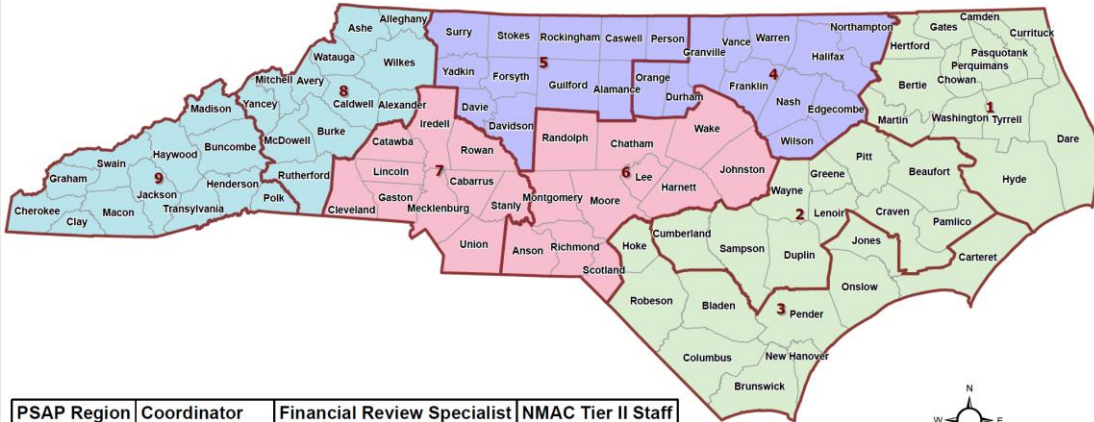 Alleghany
Ashe
Surry
Stokes
Rockingham
Caswell
Person
Northampton
Camden
Gates
Currituck
Vance
Warren
Granville
Halifax
Hertford
Pasquotank
Perquimans
Watauga
Wilkes
Yadkin
Forsyth
5
Guilford
Orange
4
Franklin
Bertie
Chowan
Mitchell
Avery
8
Madison
Yancey
Caldwell
Alexander
Davie
Alamance
Durham
Nash
Edgecombe
1
Martin
Washington
Tyrrell
Davidson
Iredell
Randolph
Chatham
Wake
Wilson
Dare
Burke
McDowell
Catawba
Rowan
Buncombe
Haywood
Swain
Pitt
Greene
Beaufort
Hyde
Graham
9
Jackson
Henderson
Rutherford
Lincoln
7
Cabarrus
6
Lee
Harnett
Johnston
Wayne
2
Lenoir
Craven
Pamlico
Cherokee
Clay
Macon
Transylvania
Polk
Cleveland
Gaston
Mecklenburg
Stanly
Montgomery
Moore
Union
Anson
Richmond
Scotland
Hoke
Cumberland
Sampson
Duplin
Jones
Carteret
Onslow
Robeson
Bladen
3
Pender
Columbus
New Hanover
Brunswick
N
W
E
PSAP Region Coordinator Financial Review Specialist NMAC Tier II Staff